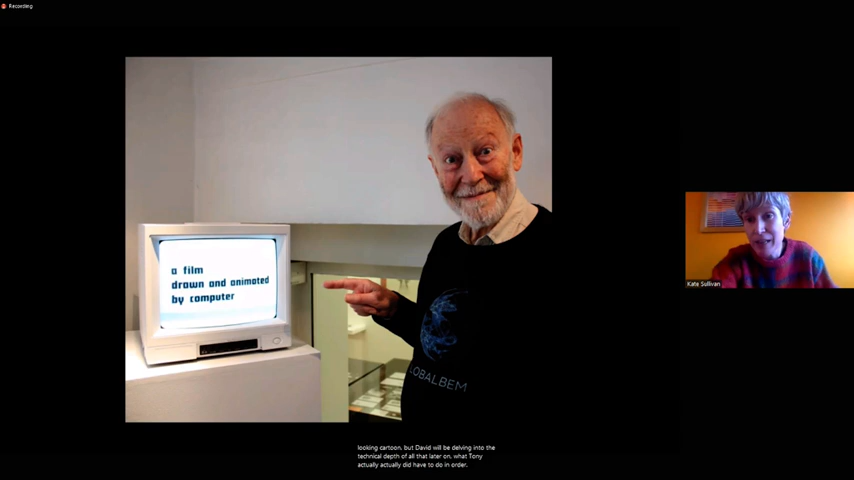 Recording
a film
drawn and animated
by computer
LOBALBEM
Kate Sullivan
looking cartoon, but David will be delving into the
technical depth of all that later on, what Tony
actually actually did have to do in order.